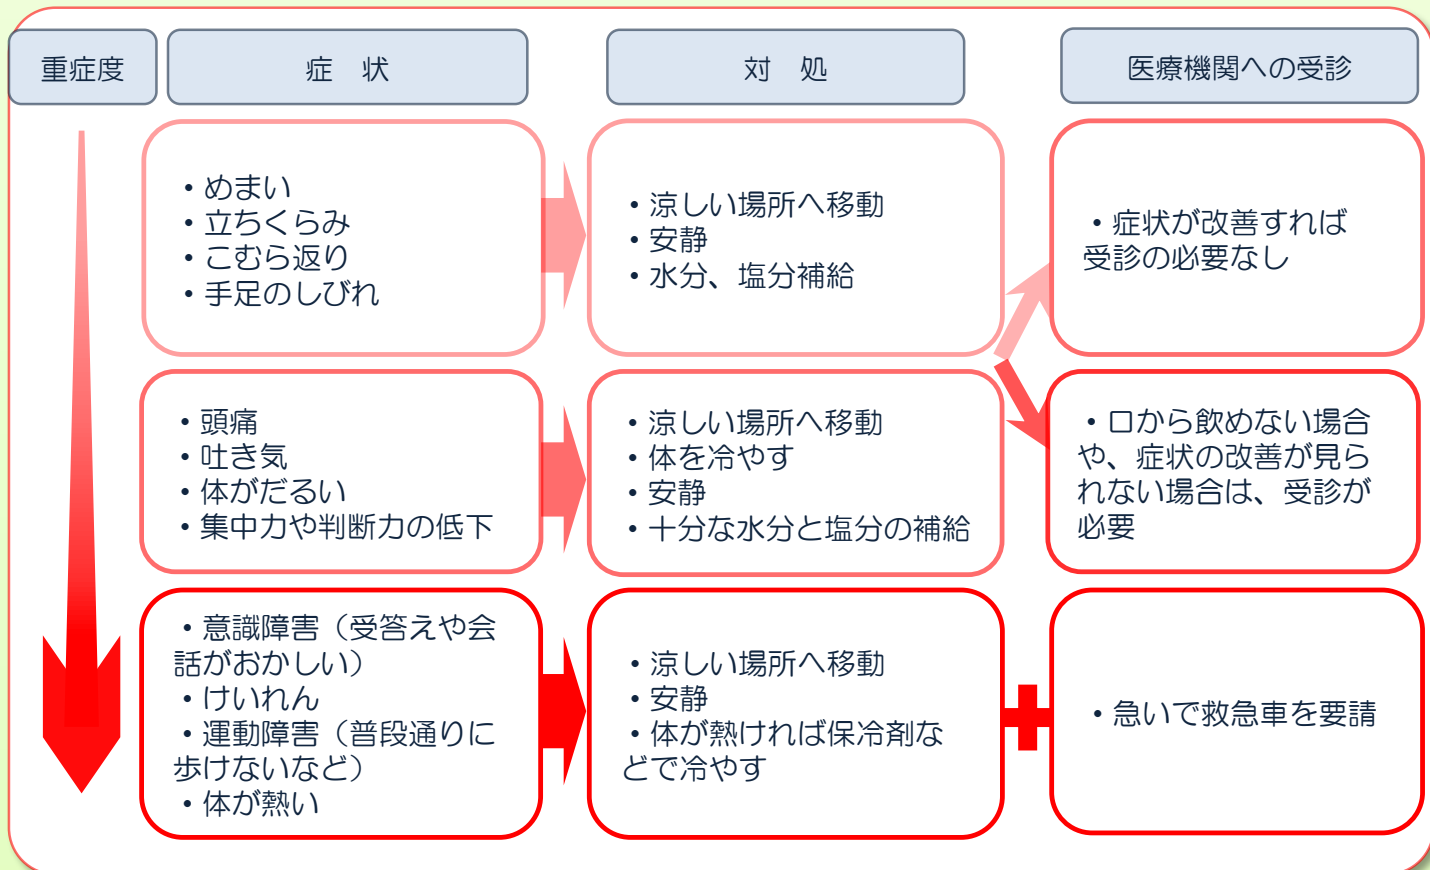 重症度
症　状
対　処
医療機関への受診
・めまい
・立ちくらみ
・こむら返り
・手足のしびれ
・涼しい場所へ移動
・安静
・水分、塩分補給
・症状が改善すれば
受診の必要なし
・頭痛
・吐き気
・体がだるい
・集中力や判断力の低下
・涼しい場所へ移動
・体を冷やす
・安静
・十分な水分と塩分の補給
・口から飲めない場合
や、症状の改善が見ら
れない場合は、受診が
必要
・意識障害（受答えや会
話がおかしい）
・けいれん
・運動障害（普段通りに
歩けないなど）
・体が熱い
・涼しい場所へ移動
・安静
・体が熱ければ保冷剤な
どで冷やす
・急いで救急車を要請